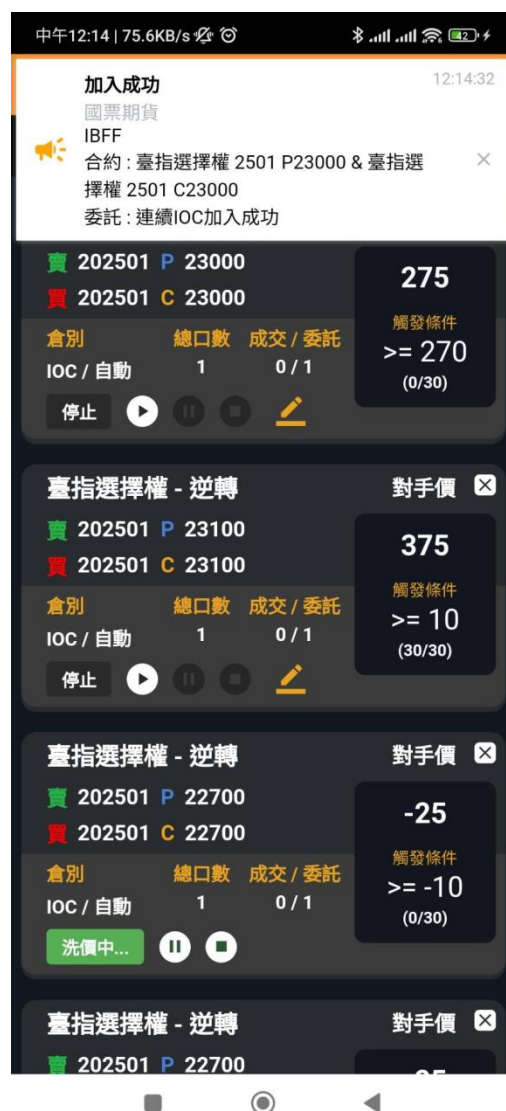 中午12:14 | 75.6KB/s
42
加入成功 12:14:32
國票期貨
IBFF
合約 : 臺指選擇權 2501 P23000 & 臺指選
擇權 2501 C23000
委託 : 連續IOC加入成功
賣 202501 P 23000
買 202501 C 23000
275
倉別 總口數 成交 / 委託
IOC / 自動 1 0 / 1
觸發條件
>= 270
(0/30)
停止
臺指選擇權 - 逆轉 對手價
賣 202501 P 23100
買 202501 C 23100
375
倉別 總口數 成交 / 委託
IOC / 自動 1 0 / 1
觸發條件
>= 10
(30/30)
停止
臺指選擇權 - 逆轉 對手價
賣 202501 P 22700
買 202501 C 22700
-25
倉別 總口數 成交 / 委託
IOC / 自動 1 0 / 1
觸發條件
>= -10
(0/30)
洗價中...
臺指選擇權 - 逆轉 對手價
賣 202501 P 22700